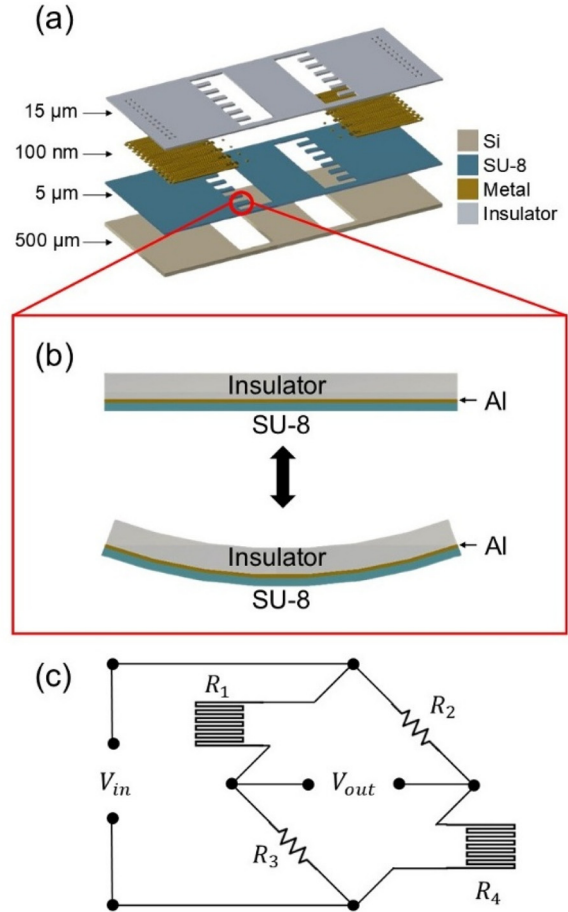 (a)
15 μm
100 nm
5 μm
500 μm
Si
SU-8
Metal
Insulator
(b)
Insulator
Al
SU-8
Insulator
Al
SU-8
(c)
R1
R2
Vin
Vout
R3
R4